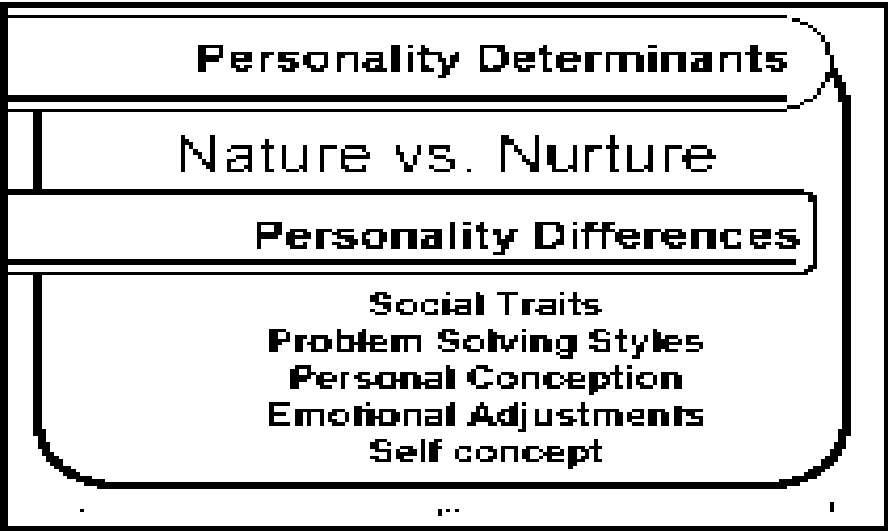 Personality Determinants
Nature vs. Nurture
Personality Differences
Social Traits
Problem Solving Styles
Personal Conception
Emotional Adjustments
Self concept